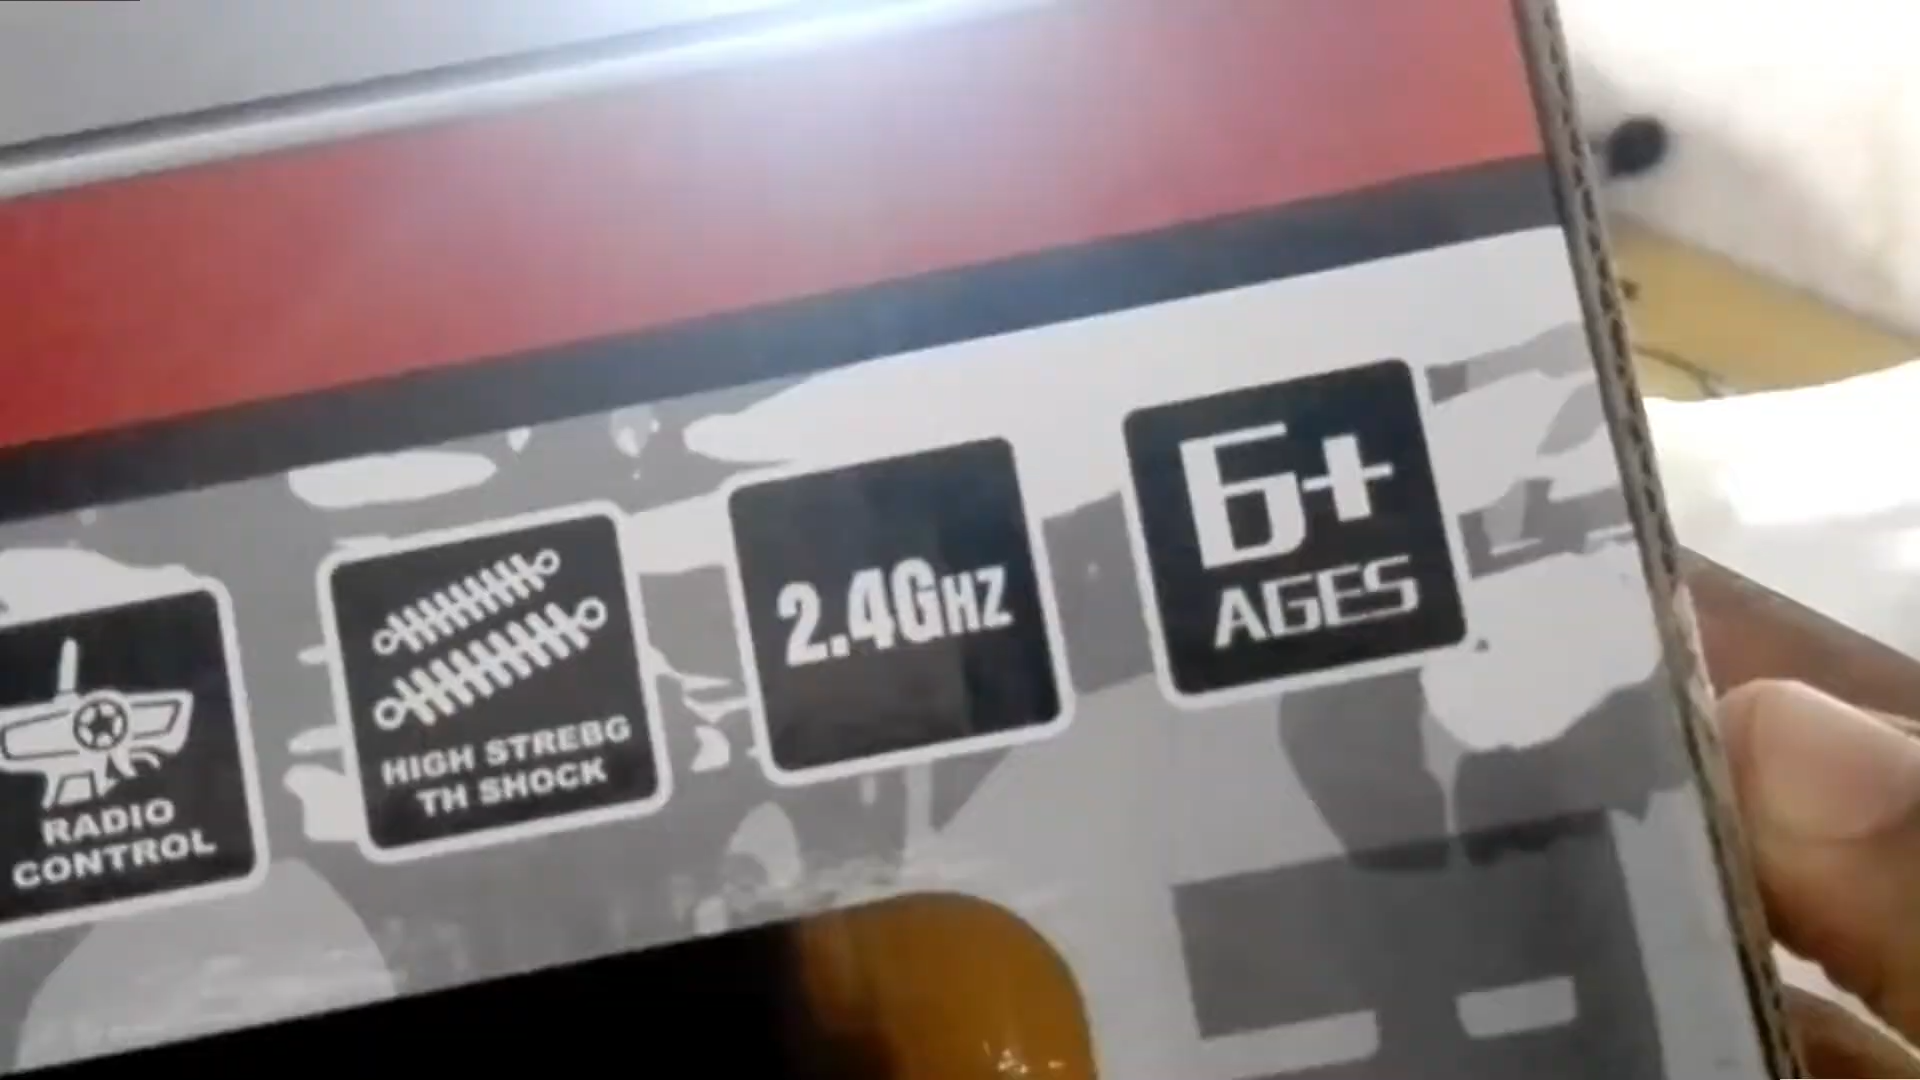 RADIO
CONTROL
HIGH STREBG
TH SHOCK
2.4GHZ
6+
AGES